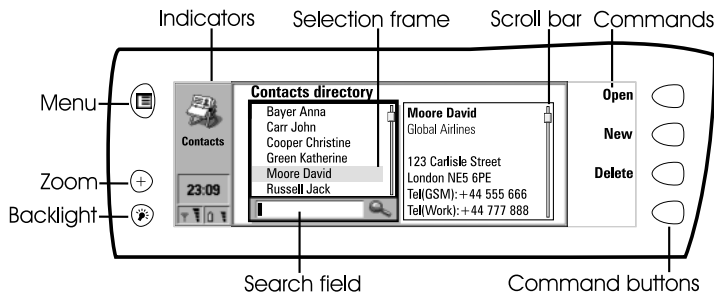 Indicators
Selection frame
Scroll bar
Commands
Menu
Zoom
Backlight
Contacts
23:09
Contacts directory
Bayer Anna
Carr John
Cooper Christine
Green Katherine
Moore David
Russell Jack
Moore David
Global Airlines
123 Carlisle Street
London NE5 6PE
Tel(GSM):+44 555 666
Tel(Work):+44 777 888
Open
New
Delete
Search field
Command buttons